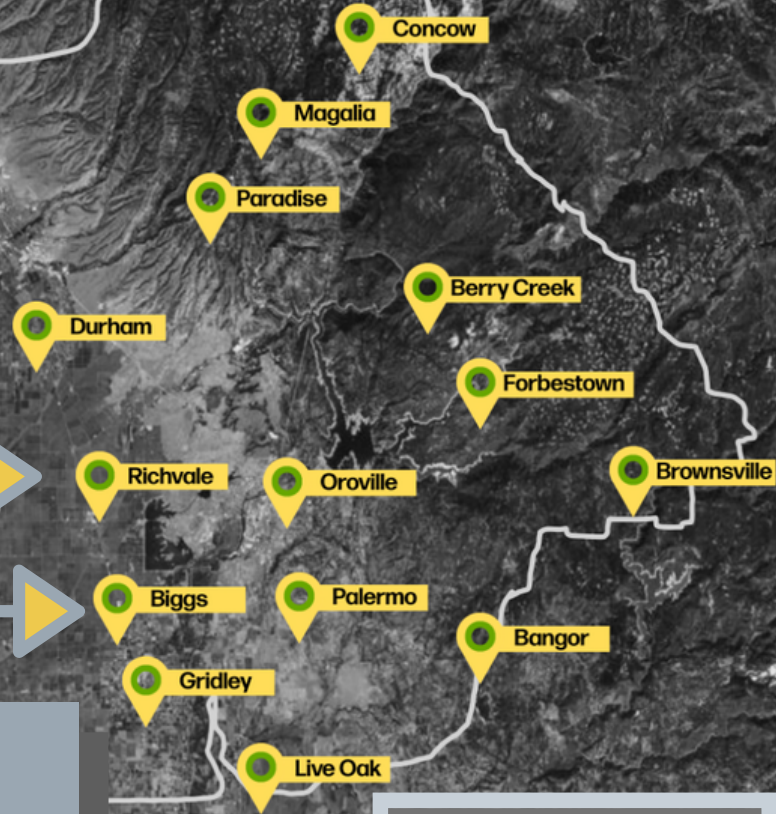 Concow
Magalia
Paradise
Berry Creek
Durham
Forbestown
Brownsville
Richvale
Oroville
Biggs
Palermo
Bangor
Gridley
Live Oak